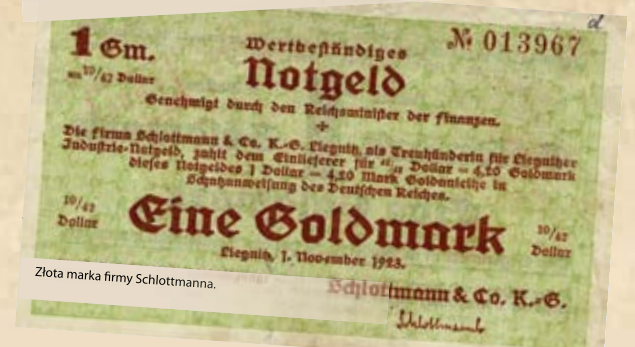 d
1 Gm.
Wertbeständiges
№ 013967
= 10/42 Dollar
Notgeld
Genehmigt durch den Reichsminister der Finanzen.
Die Firma Schlottmann & Co. K.-G. Liegnitz, als Treuhänderin für Liegnitzer
Industrie-Notgeld, zahlt dem Einlieferer für Dollar = 4,20 Goldmark
dieses Notgeldes 1 Dollar = 4,20 Mark Goldanleihe in
Schatzanweisung des Deutschen Reiches.
10/42
Dollar
Eine Goldmark
10/42
Dollar
Liegnitz, 1. November 1923.
Złota marka firmy Schlottmanna.
Schlottmann & Co. K.-G.
Schlottmann